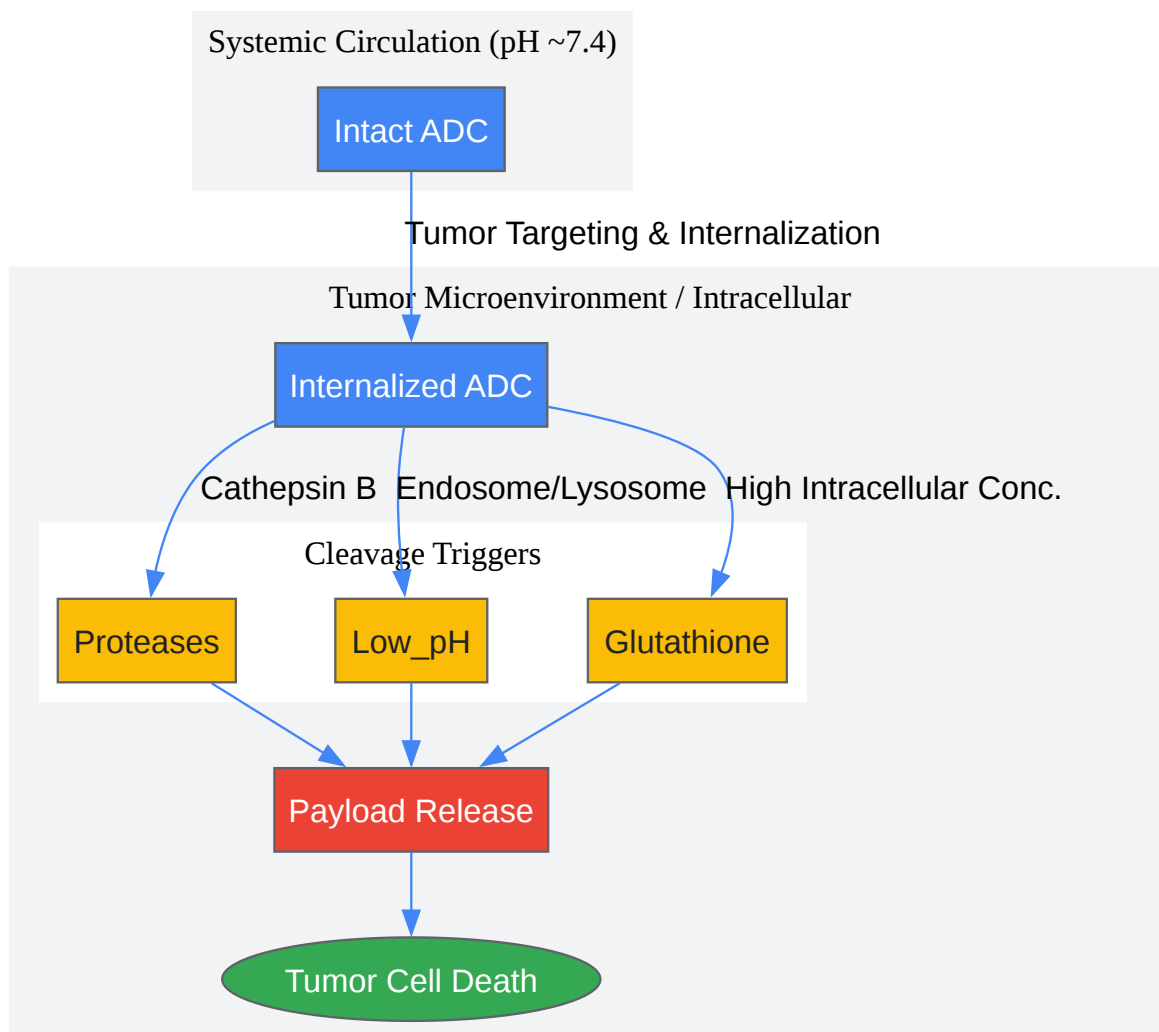 Systemic Circulation (pH ~7.4)
Intact ADC
Tumor Targeting & Internalization
Tumor Microenvironment / Intracellular
Internalized ADC
Cathepsin B
Endosome/Lysosome
High Intracellular Conc.
Cleavage Triggers
Proteases
Low_pH
Glutathione
Payload Release
Tumor Cell Death